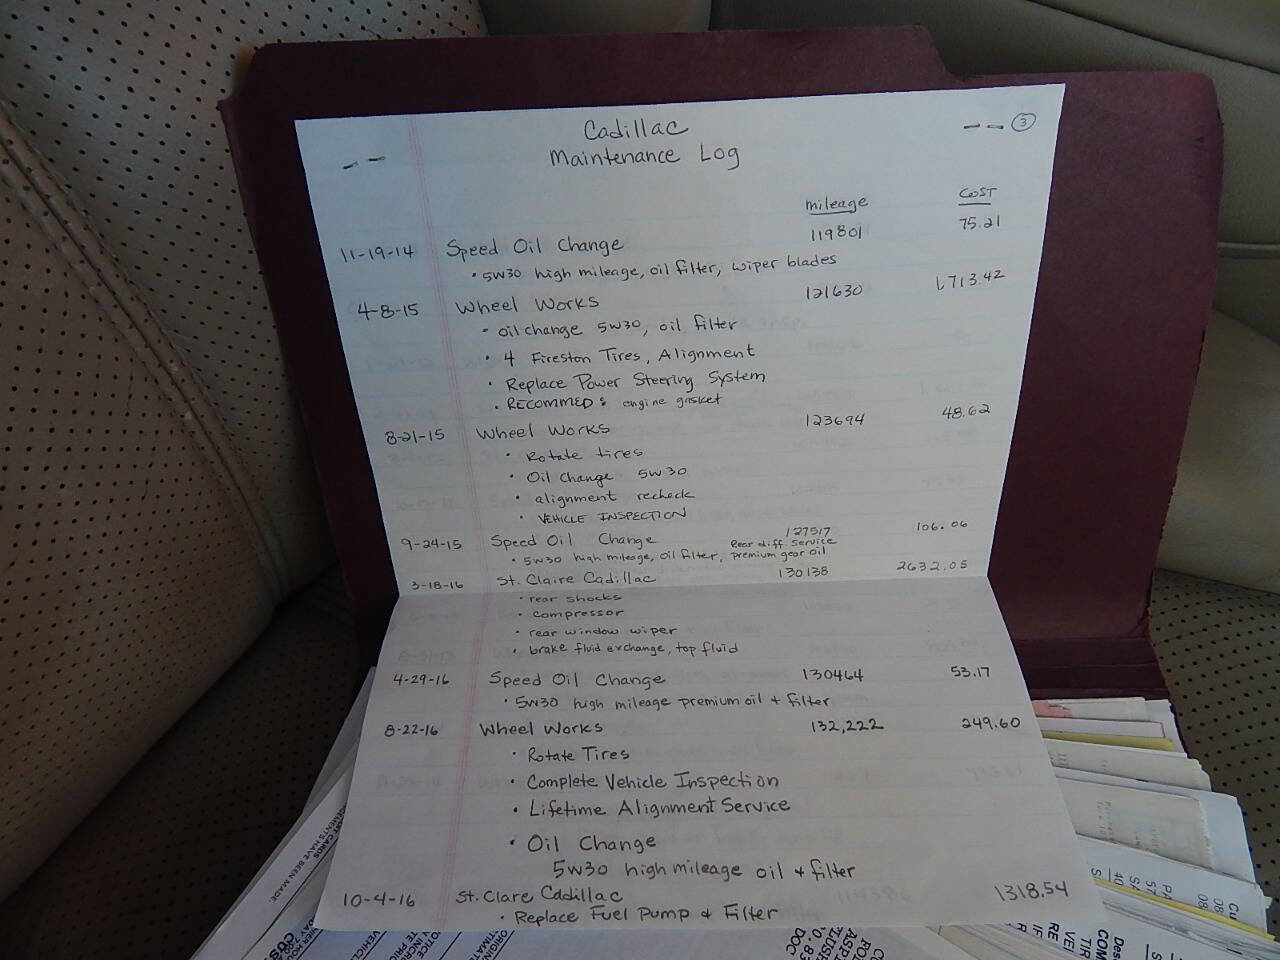 Cadillac
Maintenance Log
-- 3
mileage COST
11-19-14 Speed Oil Change 119801 75.21
• 5W30 high mileage, oil filter, wiper blades
4-8-15 Wheel Works 121630 1,713.42
• oil change 5W30, oil filter
• 4 Fireston Tires, Alignment
• Replace Power Steering System
• RECOMMED: engine gasket
8-21-15 Wheel Works 123694 48.62
• Rotate tires
• Oil Change 5W30
• alignment recheck
• VEHICLE INSPECTION
9-24-15 Speed Oil Change 127517 106.06
Rear diff. service
• 5W30 high mileage, oil filter, premium gear oil
3-18-16 St. Claire Cadillac 130138 2632.05
• rear shocks
• compressor
• rear window wiper
• brake fluid exchange, top fluid
4-29-16 Speed Oil Change 130464 53.17
• 5W30 high mileage premium oil + filter
8-22-16 Wheel Works 132,222 249.60
• Rotate Tires
• Complete Vehicle Inspection
• Lifetime Alignment Service
• Oil Change
5W30 high mileage oil + filter
10-4-16 St. Clare Cadillac 1318.54
• Replace Fuel Pump & Filter